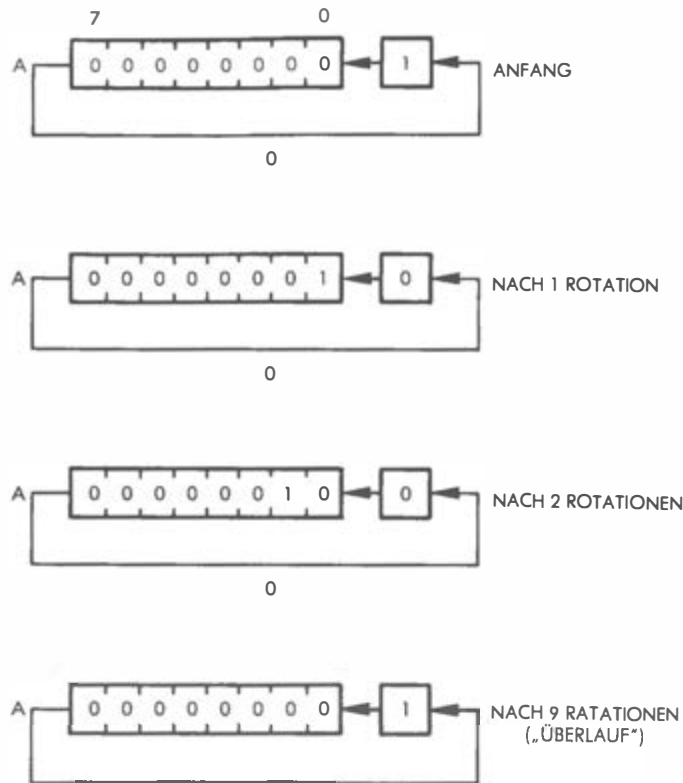 7 0
A 0 0 0 0 0 0 0 0 1 ANFANG
0
A 0 0 0 0 0 0 0 1 0 NACH 1 ROTATION
0
A 0 0 0 0 0 0 1 0 0 NACH 2 ROTATIONEN
0
A 0 0 0 0 0 0 0 0 1 NACH 9 RATATIONEN
(„ÜBERLAUF“)